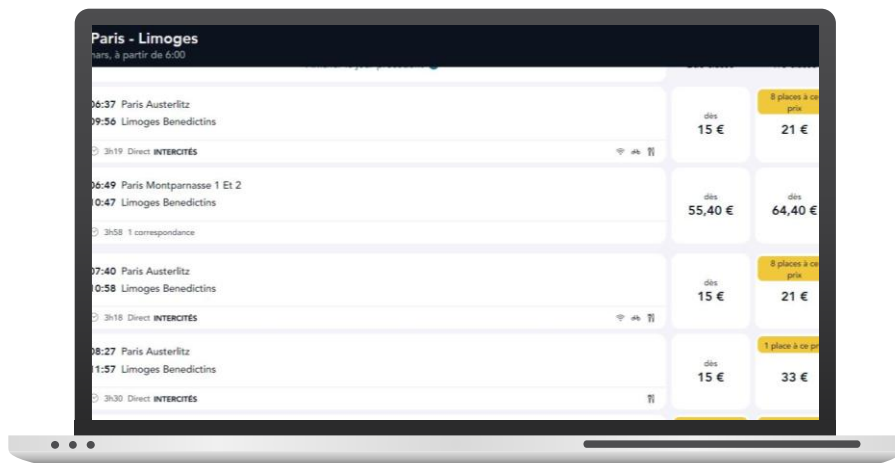 Paris - Limoges
mars, à partir de 6:00
06:37 Paris Austerlitz
09:56 Limoges Benedictins
3h19 Direct INTERCITÉS
dès
15 €
8 places à ce
prix
21 €
06:49 Paris Montparnasse 1 Et 2
10:47 Limoges Benedictins
3h58 1 correspondance
dès
55,40 €
dès
64,40 €
07:40 Paris Austerlitz
10:58 Limoges Benedictins
3h18 Direct INTERCITÉS
dès
15 €
8 places à ce
prix
21 €
08:27 Paris Austerlitz
11:57 Limoges Benedictins
3h30 Direct INTERCITÉS
dès
15 €
1 place à ce pr
33 €